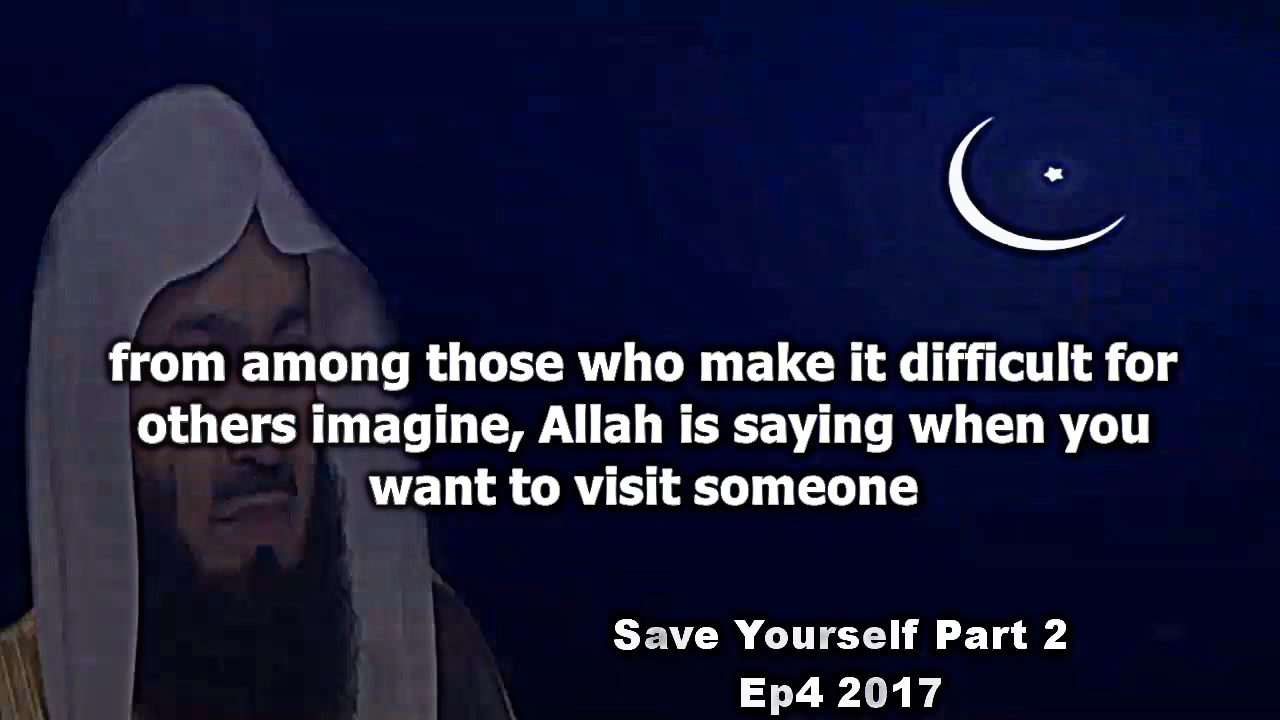 from among those who make it difficult for
others imagine, Allah is saying when you
want to visit someone
Save Yourself Part 2
Ep4 2017